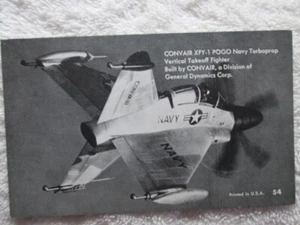 CONVAIR XFY-1 POGO Navy Turboprop
Vertical Takeoff Fighter
Built by CONVAIR, a Division of
General Dynamics Corp.
NAVY
NAVY
Printed in U.S.A.
54